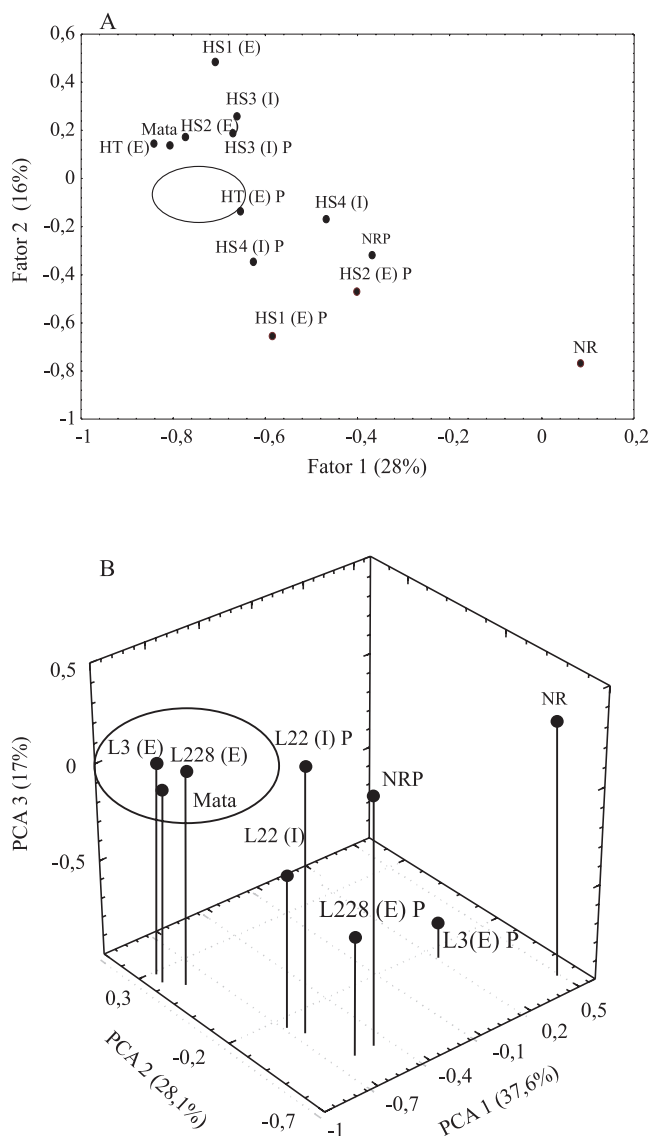 A
0,6
HS1 (E)
0,4
HS3 (I)
0,2
Mata
HS2 (E)
HT (E)
HS3 (I) P
0
HT (E) P
-0,2
HS4 (I)
HS4 (I) P
NRP
-0,4
HS2 (E) P
-0,6
HS1 (E) P
NR
-0,8
-1
-1
-0,8
-0,6
-0,4
-0,2
0
0,2
Fator 2 (16%)
Fator 1 (28%)
B
0,5
NR
L3 (E)
L228 (E)
L22 (I) P
0
Mata
NRP
L22 (I)
-0,5
L228 (E) P
L3(E) P
PCA 3 (17%)
0,3
-0,2
-0,7
PCA 2 (28,1%)
-1
-0,7
-0,4
-0,1
0,2
0,5
PCA 1 (37,6%)